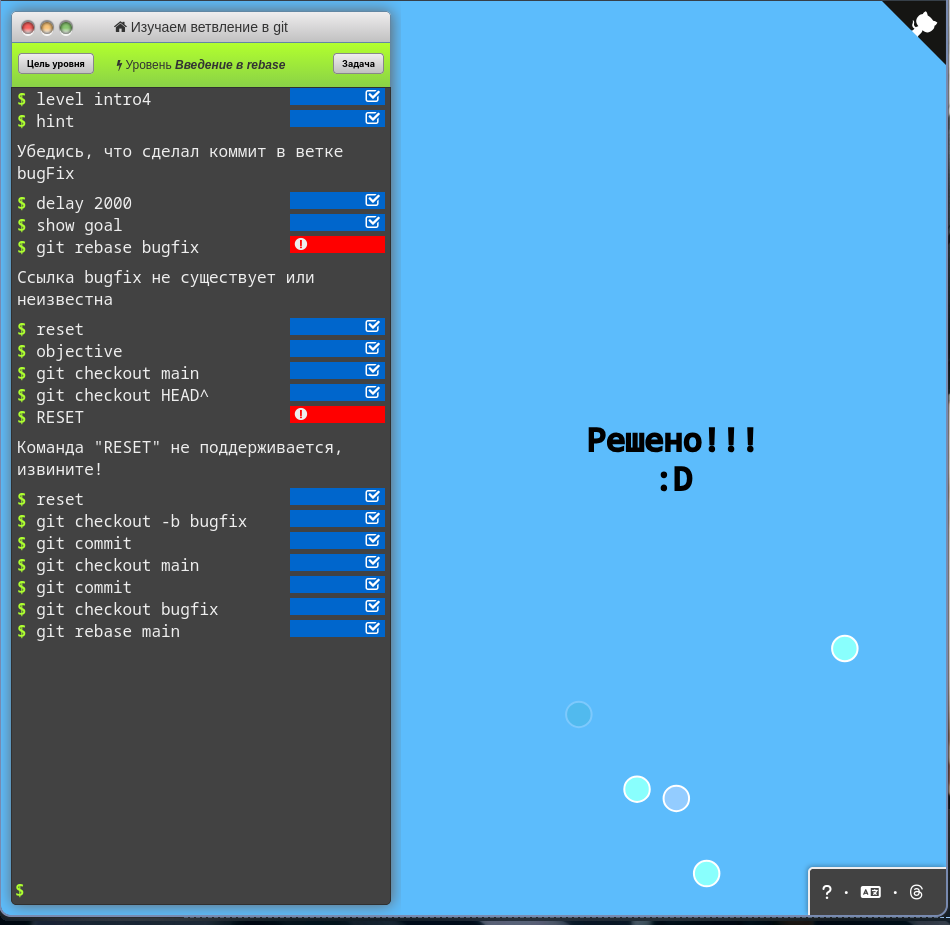 Изучаем ветвление в git
Цель уровня
Уровень Введение в rebase
Задача
$ level intro4
$ hint
Убедись, что сделал коммит в ветке
bugFix
$ delay 2000
$ show goal
$ git rebase bugfix
Ссылка bugfix не существует или
неизвестна
$ reset
$ objective
$ git checkout main
$ git checkout HEAD^
$ RESET
Команда "RESET" не поддерживается,
извините!
$ reset
$ git checkout -b bugfix
$ git commit
$ git checkout main
$ git commit
$ git checkout bugfix
$ git rebase main
$
Решено!!!
:D
? · A文 ·